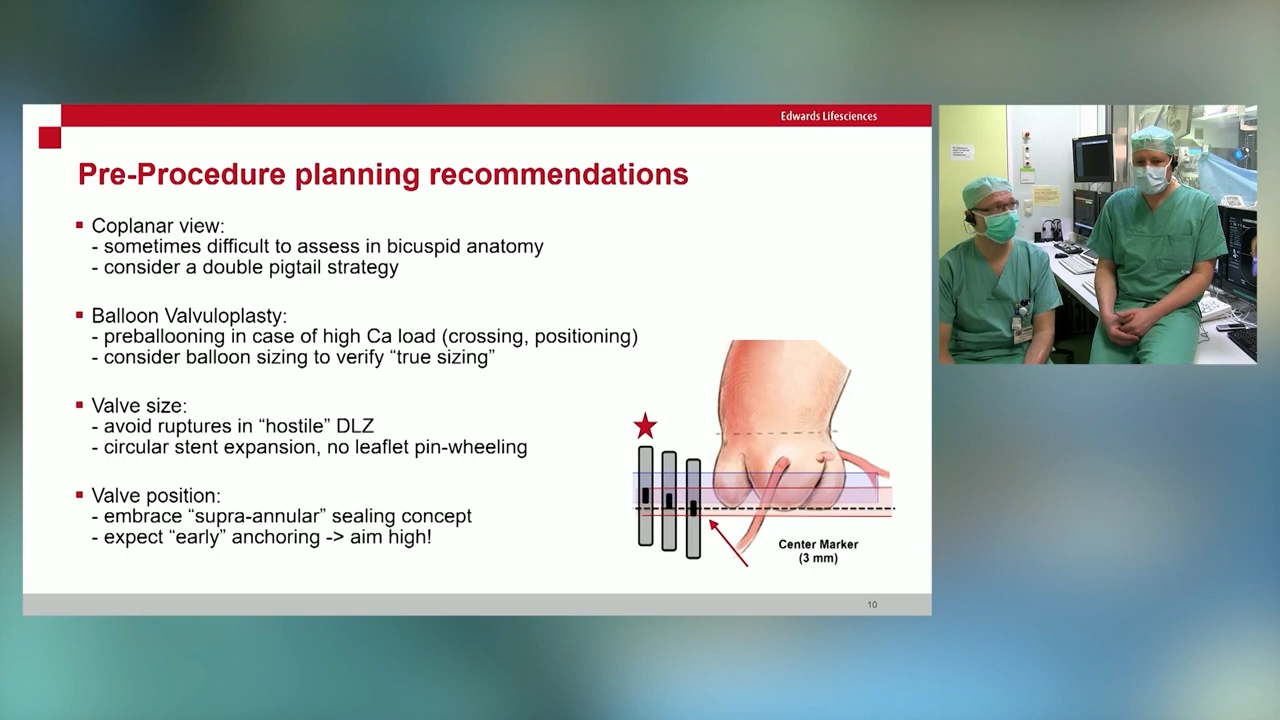 Edwards Lifesciences
Pre-Procedure planning recommendations
Coplanar view:
- sometimes difficult to assess in bicuspid anatomy
- consider a double pigtail strategy
Balloon Valvuloplasty:
- preballooning in case of high Ca load (crossing, positioning)
- consider balloon sizing to verify “true sizing”
Valve size:
- avoid ruptures in “hostile” DLZ
- circular stent expansion, no leaflet pin-wheeling
Valve position:
- embrace “supra-annular” sealing concept
- expect “early” anchoring -> aim high!
Center Marker
(3 mm)
10